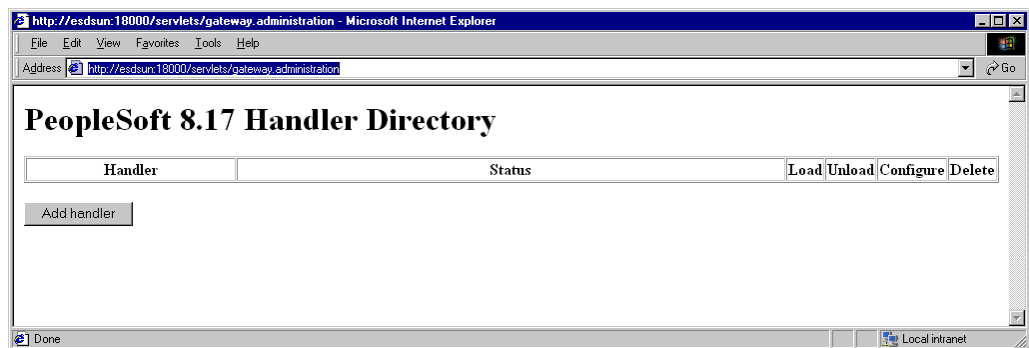 http://esdsun:18000/servlets/gateway.administration - Microsoft Internet Explorer
File Edit View Favorites Tools Help
Address http://esdsun:18000/servlets/gateway.administration Go
PeopleSoft 8.17 Handler Directory
Handler Status Load Unload Configure Delete
Add handler
Done Local intranet